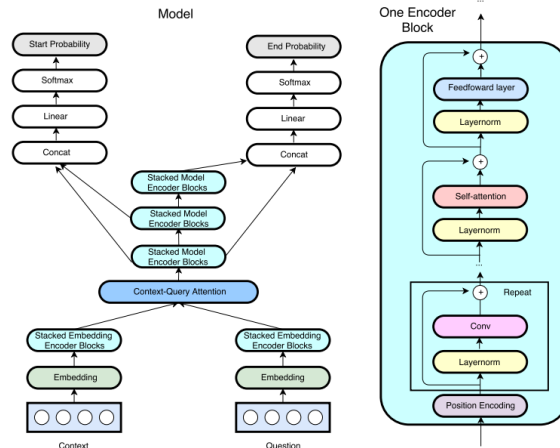 Model
Start Probability
Softmax
Linear
Concat
End Probability
Softmax
Linear
Concat
Stacked Model
Encoder Blocks
Stacked Model
Encoder Blocks
Stacked Model
Encoder Blocks
Context-Query Attention
Stacked Embedding
Encoder Blocks
Stacked Embedding
Encoder Blocks
Embedding
Embedding
Context
Question
One Encoder
Block
...
+
Feedfoward layer
Layernorm
+
Self-attention
Layernorm
...
+
Repeat
Conv
Layernorm
Position Encoding
...